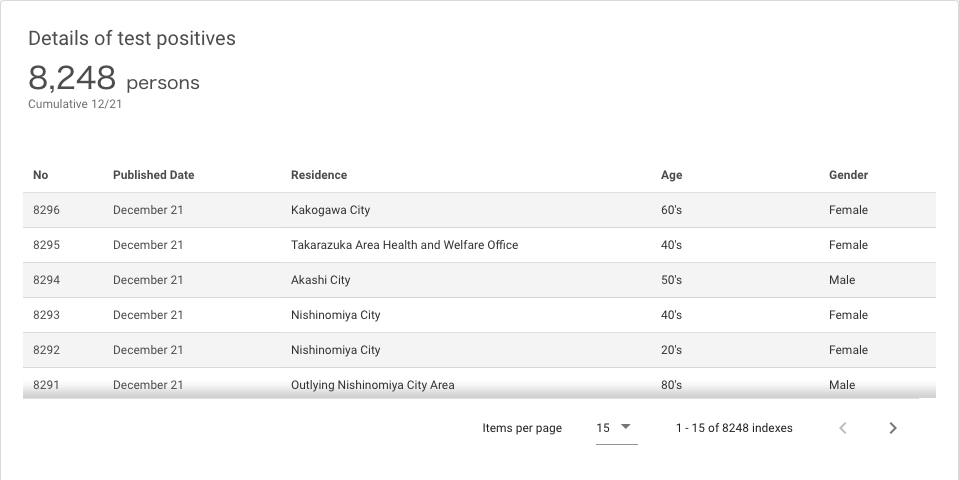 Details of test positives
8,248 persons
Cumulative 12/21
No Published Date Residence Age Gender
8296 December 21 Kakogawa City 60's Female
8295 December 21 Takarazuka Area Health and Welfare Office 40's Female
8294 December 21 Akashi City 50's Male
8293 December 21 Nishinomiya City 40's Female
8292 December 21 Nishinomiya City 20's Female
8291 December 21 Outlying Nishinomiya City Area 80's Male
Items per page 15 1 - 15 of 8248 indexes